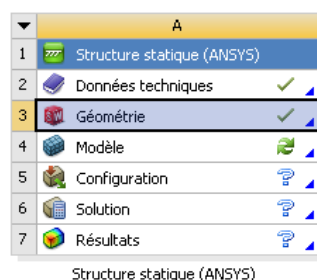 A
1 Structure statique (ANSYS)
2 Données techniques
3 Géométrie
4 Modèle
5 Configuration
6 Solution
7 Résultats
Structure statique (ANSYS)